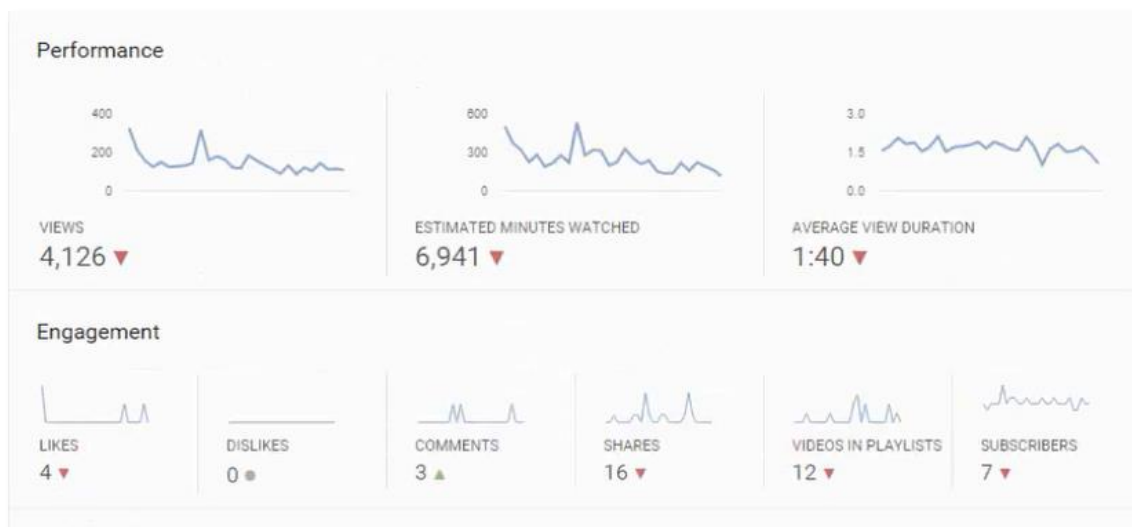 Performance
400
200
0
VIEWS
4,126 ▼
600
300
0
ESTIMATED MINUTES WATCHED
6,941 ▼
3.0
1.5
0.0
AVERAGE VIEW DURATION
1:40 ▼
Engagement
LIKES
4 ▼
DISLIKES
0 ●
COMMENTS
3 ▲
SHARES
16 ▼
VIDEOS IN PLAYLISTS
12 ▼
SUBSCRIBERS
7 ▼